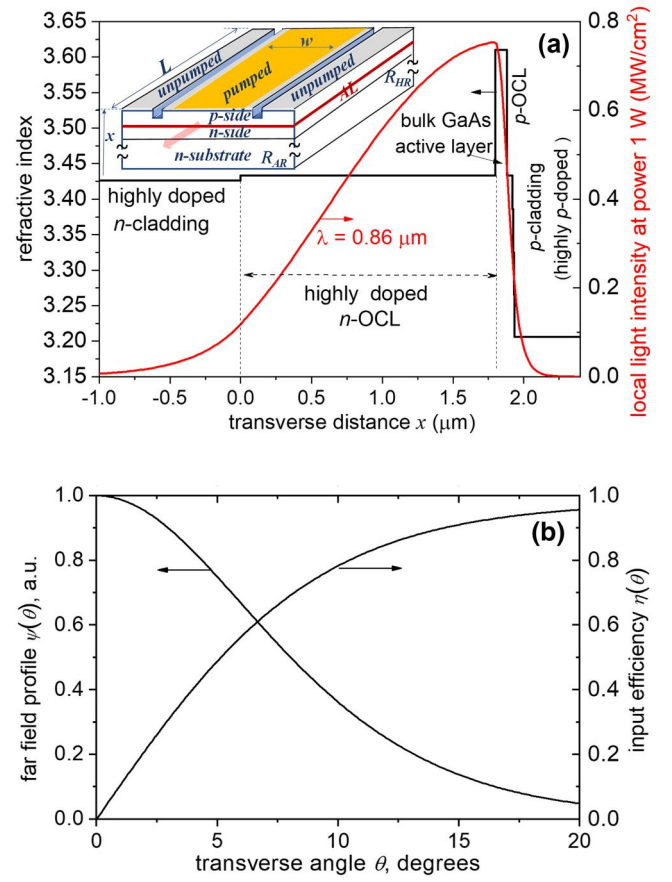 (a)
3.65
3.60
3.55
3.50
3.45
3.40
3.35
3.30
3.25
3.20
3.15
refractive index
-1.0
-0.5
0.0
0.5
1.0
1.5
2.0
transverse distance x (μm)
0.8
0.6
0.4
0.2
0.0
local light intensity at power 1 W (MW/cm²)
L
w
unpumped
pumped
unpumped
AL
R_HR
x
p-side
n-side
n-substrate
R_AR
highly doped
n-cladding
λ = 0.86 μm
highly doped
n-OCL
bulk GaAs
active layer
p-OCL
p-cladding
(highly p-doped)
(b)
1.0
0.8
0.6
0.4
0.2
0.0
far field profile ψ(θ), a.u.
0
5
10
15
20
transverse angle θ, degrees
1.0
0.8
0.6
0.4
0.2
0.0
input efficiency η(θ)